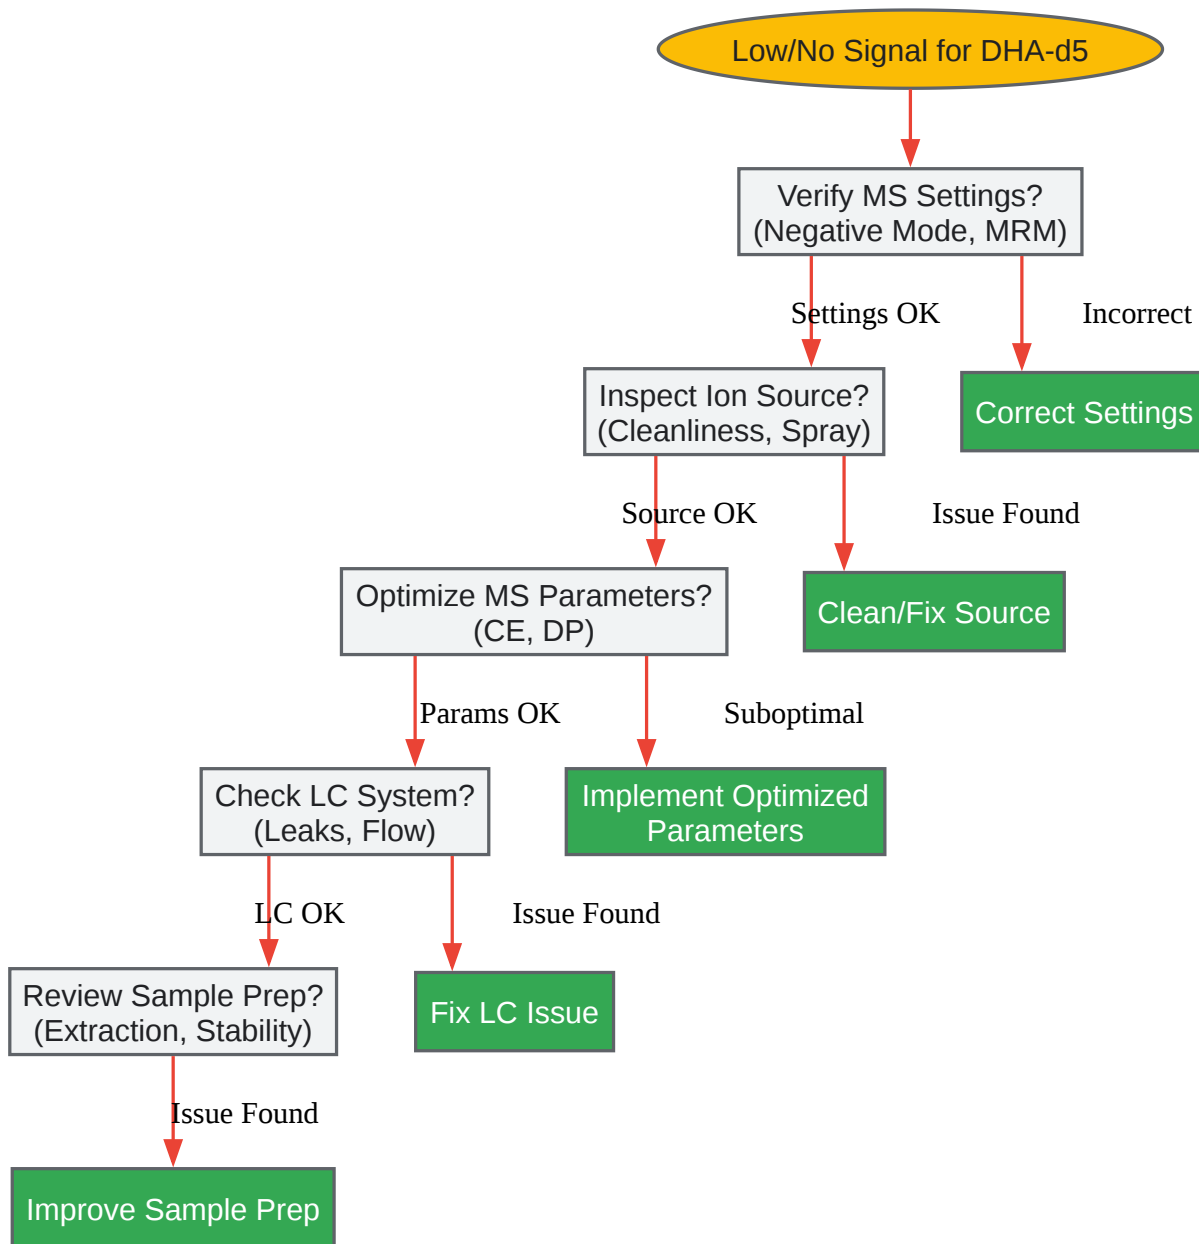 Low/No Signal for DHA-d5
Verify MS Settings?
(Negative Mode, MRM)
Settings OK
Incorrect
Inspect Ion Source?
(Cleanliness, Spray)
Correct Settings
Source OK
Issue Found
Optimize MS Parameters?
(CE, DP)
Clean/Fix Source
Params OK
Suboptimal
Check LC System?
(Leaks, Flow)
Implement Optimized
Parameters
LC OK
Issue Found
Review Sample Prep?
(Extraction, Stability)
Fix LC Issue
Issue Found
Improve Sample Prep